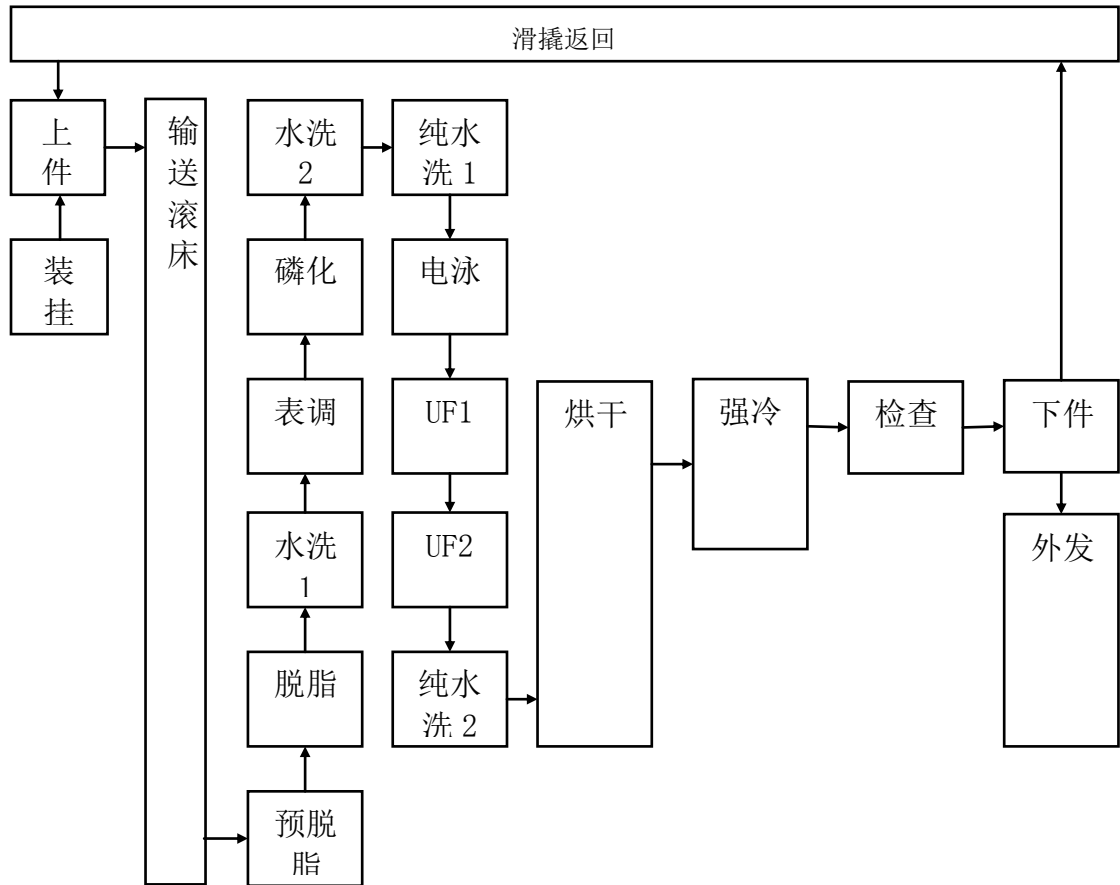 滑撬返回
上
件
装
挂
输
送
滚
床
水洗
2
纯水
洗 1
磷化
电泳
表调
UF1
烘干
强冷
检查
下件
水洗
1
UF2
外发
脱脂
纯水
洗 2
预脱
脂